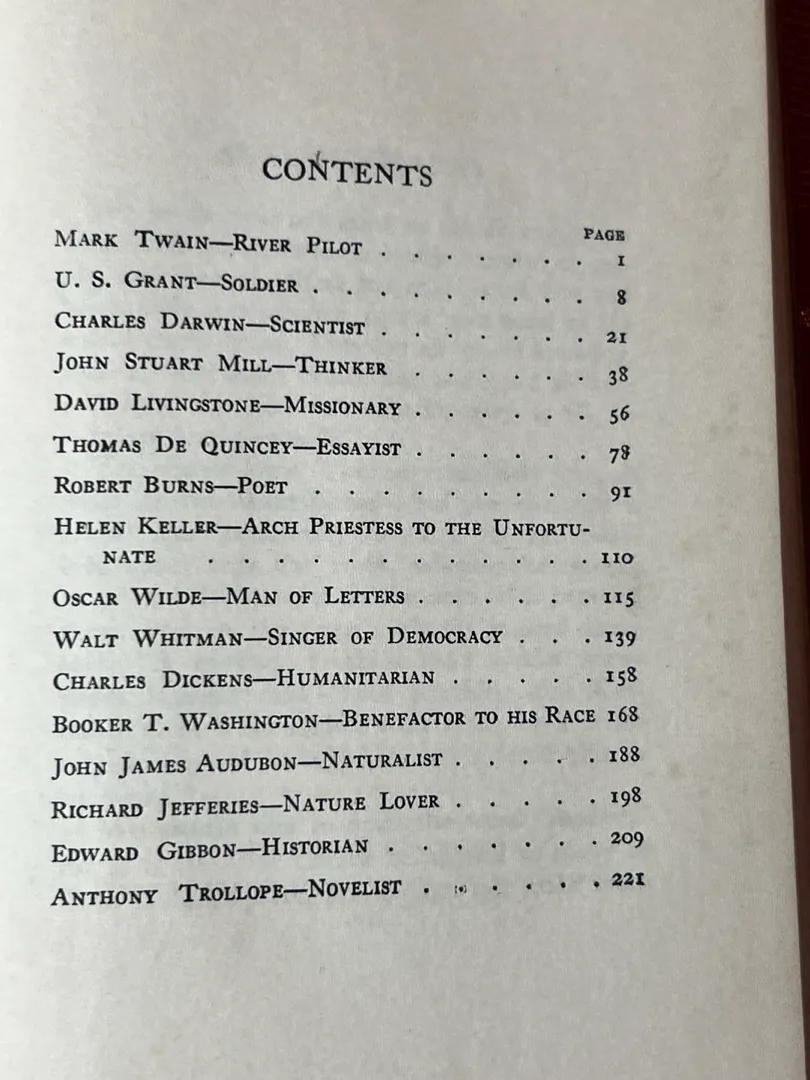 CONTENTS
PAGE
MARK TWAIN—RIVER PILOT . . . . . . . 1
U. S. GRANT—SOLDIER . . . . . . . . . 8
CHARLES DARWIN—SCIENTIST . . . . . . . 21
JOHN STUART MILL—THINKER . . . . . . 38
DAVID LIVINGSTONE—MISSIONARY . . . . . . 56
THOMAS DE QUINCEY—ESSAYIST . . . . . . 78
ROBERT BURNS—POET . . . . . . . . . 91
HELEN KELLER—ARCH PRIESTESS TO THE UNFORTU-
NATE . . . . . . . . . . . . 110
OSCAR WILDE—MAN OF LETTERS . . . . . . 115
WALT WHITMAN—SINGER OF DEMOCRACY . . . 139
CHARLES DICKENS—HUMANITARIAN . . . . . 158
BOOKER T. WASHINGTON—BENEFACTOR TO HIS RACE 168
JOHN JAMES AUDUBON—NATURALIST . . . . . 188
RICHARD JEFFERIES—NATURE LOVER . . . . . 198
EDWARD GIBBON—HISTORIAN . . . . . . . 209
ANTHONY TROLLOPE—NOVELIST . . . . . . 221